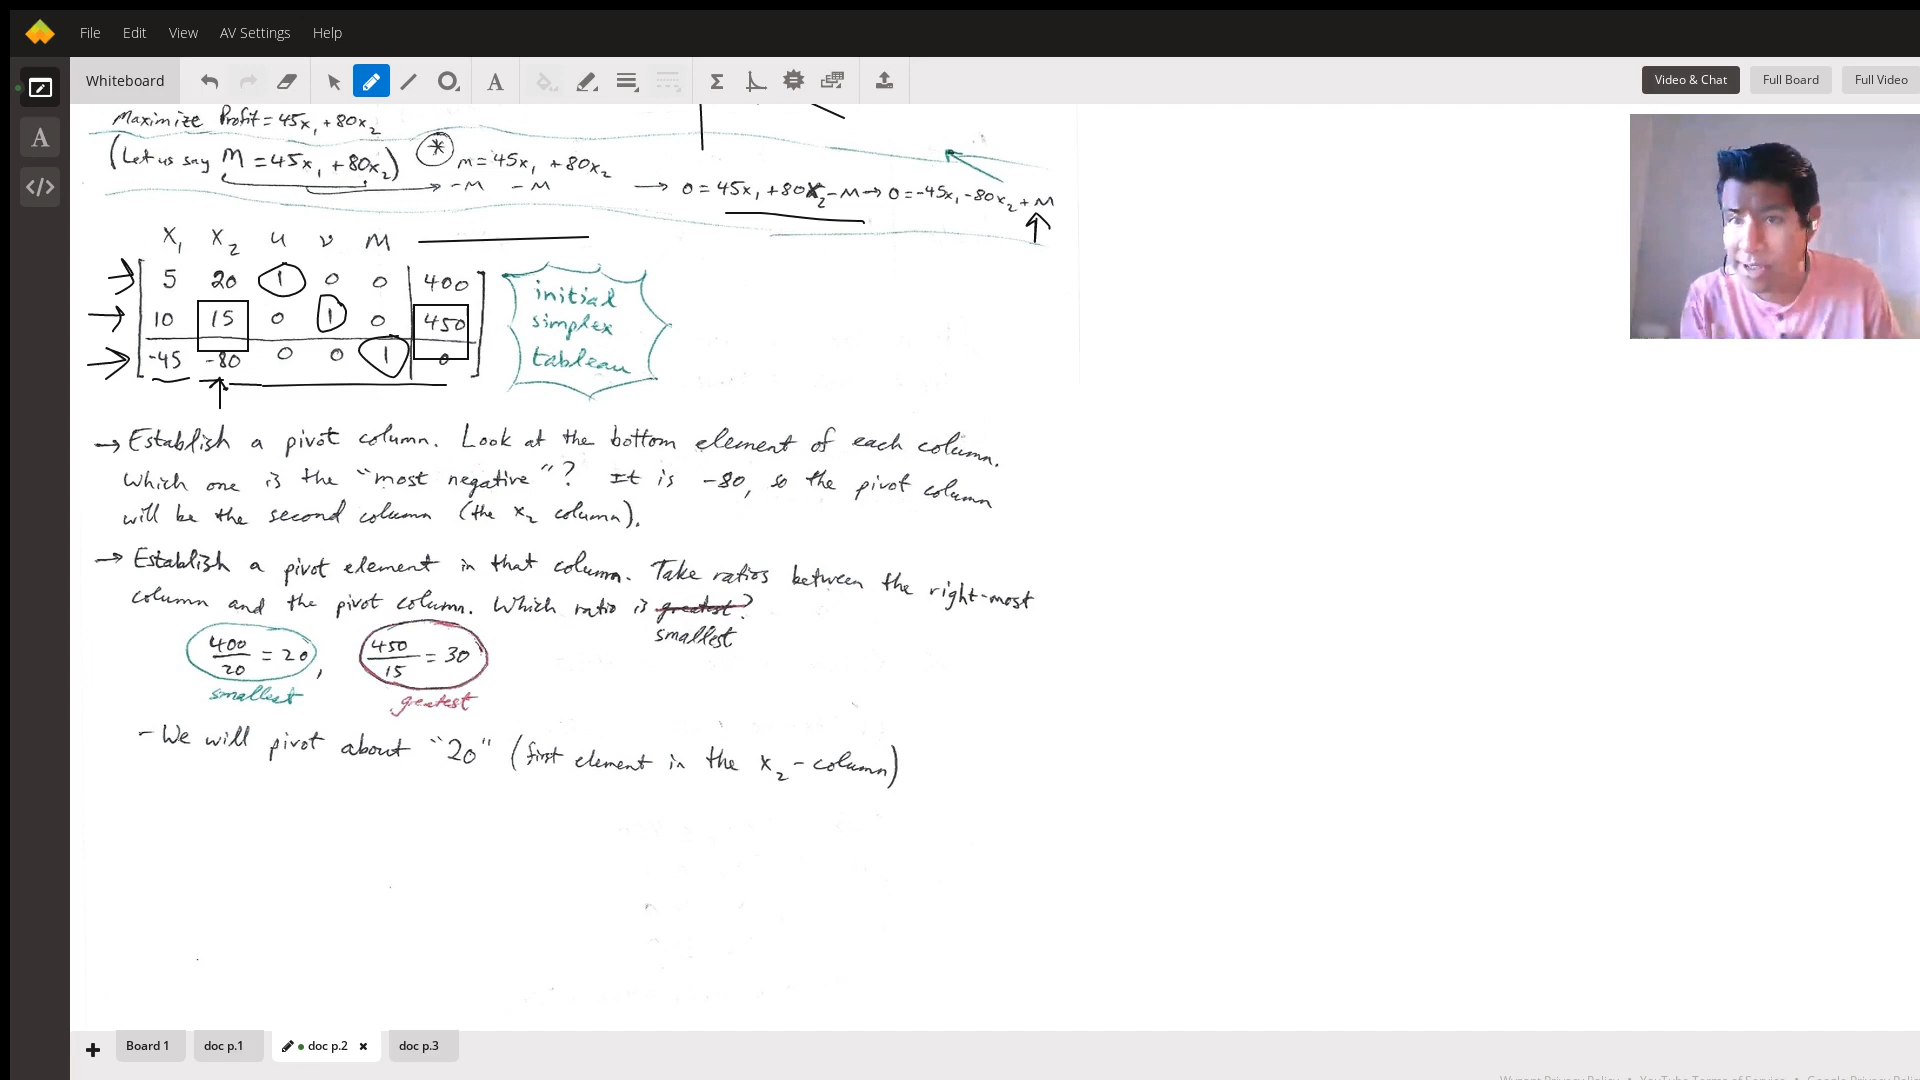 File Edit View AV Settings Help
Whiteboard
Video & Chat Full Board Full Video
Maximize Profit = 45x₁ + 80x₂
(Let us say M = 45x₁ + 80x₂) * M = 45x₁ + 80x₂
-M -M → 0 = 45x₁ + 80x₂ - M → 0 = -45x₁ - 80x₂ + M
x₁ x₂ u v M
5 20 1 0 0 400
10 15 0 1 0 450
-45 -80 0 0 1 0
initial
simplex
tableau
→ Establish a pivot column. Look at the bottom element of each column.
Which one is the "most negative"? It is -80, so the pivot column
will be the second column (the x₂ column).
→ Establish a pivot element in that column. Take ratios between the right-most
column and the pivot column. Which ratio is greatest?
smallest
400/20 = 20, 450/15 = 30
smallest greatest
- We will pivot about "20" (first element in the x₂-column)
Board 1 doc p.1 doc p.2 doc p.3